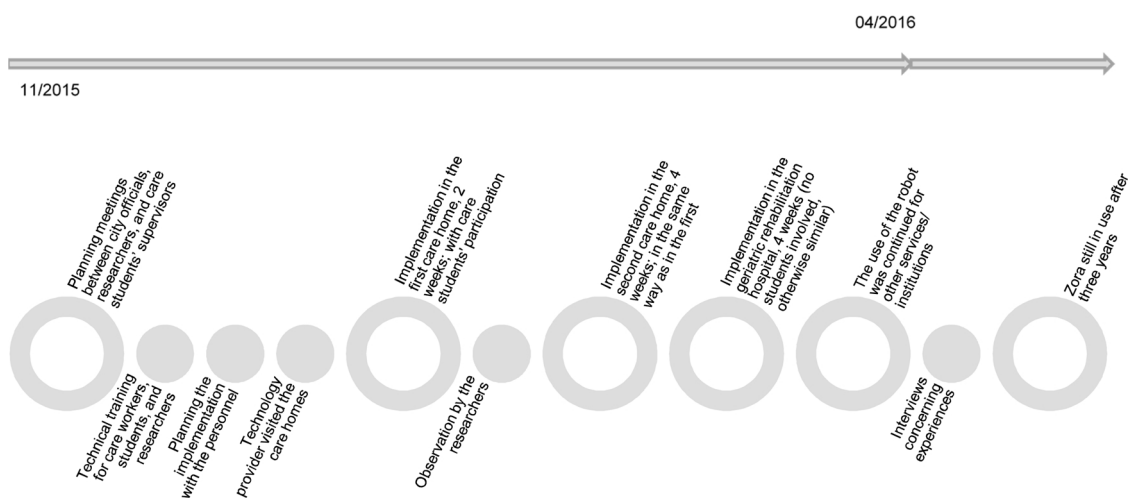 04/2016
11/2015
Planning meetings
between city officials,
researchers, and care
students' supervisors
Technical training
for care workers,
students, and
researchers
Planning the
implementation
with the personnel
Technology
provider visited the
care homes
Implementation in the
first care home, 2
weeks; with care
students participation
Observation by the
researchers
Implementation in the
second care home, 4
weeks; in the same
way as in the first
Implementation in the
geriatric rehabilitation
hospital, 4 weeks (no
students involved,
otherwise similar)
The use of the robot
was continued for
other services/
institutions
Interviews
concerning
experiences
Zora still in use after
three years